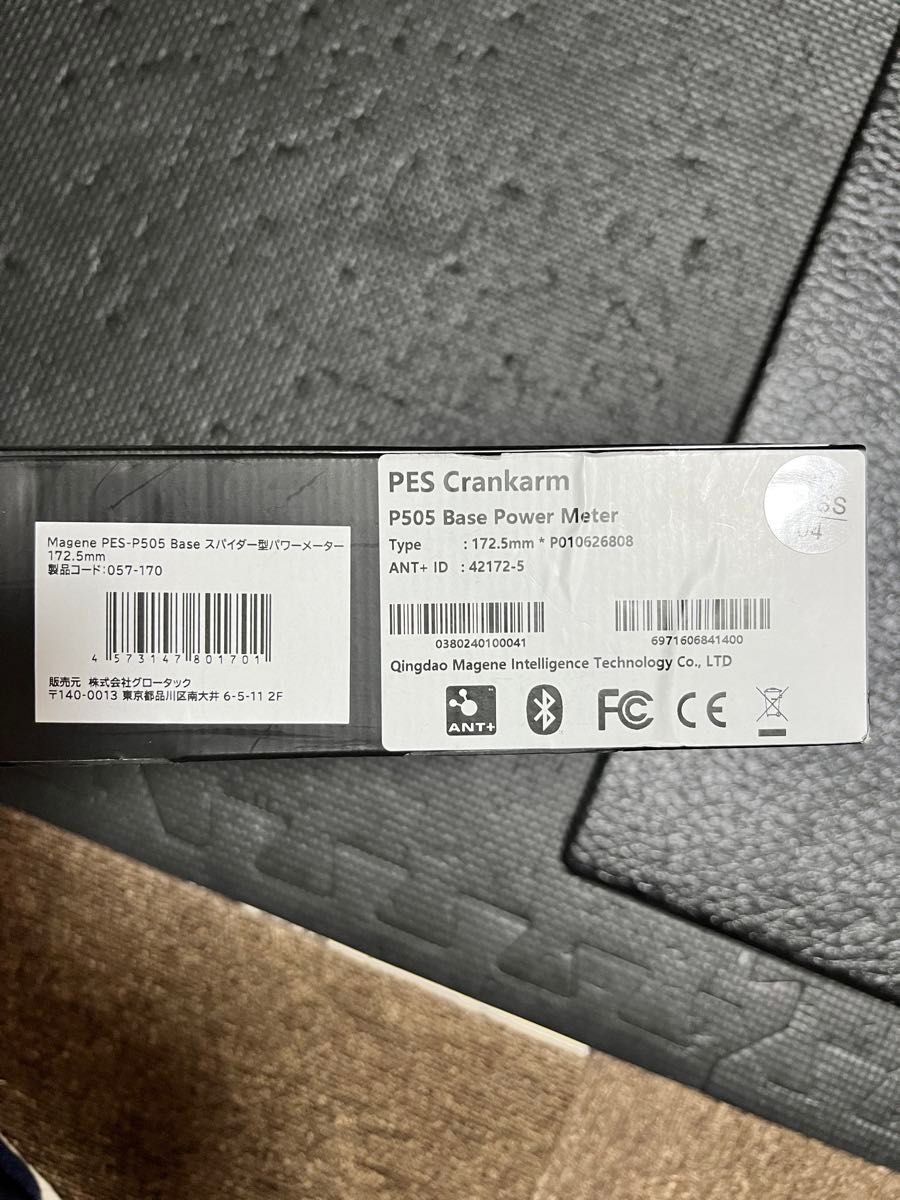 Magene PES-P505 Base スパイダー型パワーメーター
172.5mm
製品コード:057-170
4 573147 801701
販売元 株式会社グロータック
〒140-0013 東京都品川区南大井 6-5-11 2F
PES Crankarm
P505 Base Power Meter
Type : 172.5mm * P010626808
ANT+ ID : 42172-5
0380240100041
6971606841400
Qingdao Magene Intelligence Technology Co., LTD
ANT+
FC CE
04